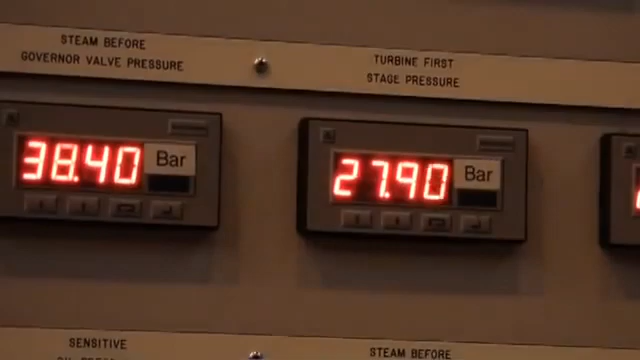 STEAM BEFORE
GOVERNOR VALVE PRESSURE
TURBINE FIRST
STAGE PRESSURE
38.40 Bar
27.90 Bar
SENSITIVE
STEAM BEFORE